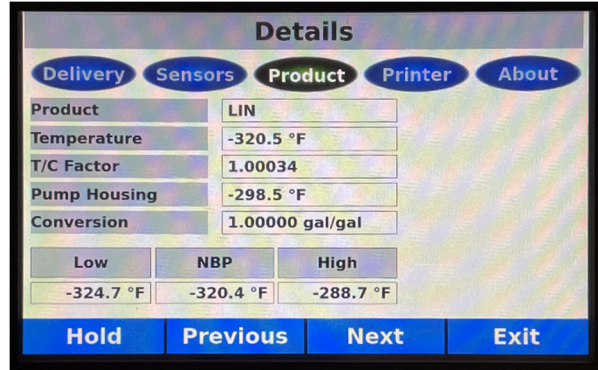 Details
Delivery Sensors Product Printer About
Product LIN
Temperature -320.5 °F
T/C Factor 1.00034
Pump Housing -298.5 °F
Conversion 1.00000 gal/gal
Low NBP High
-324.7 °F -320.4 °F -288.7 °F
Hold Previous Next Exit